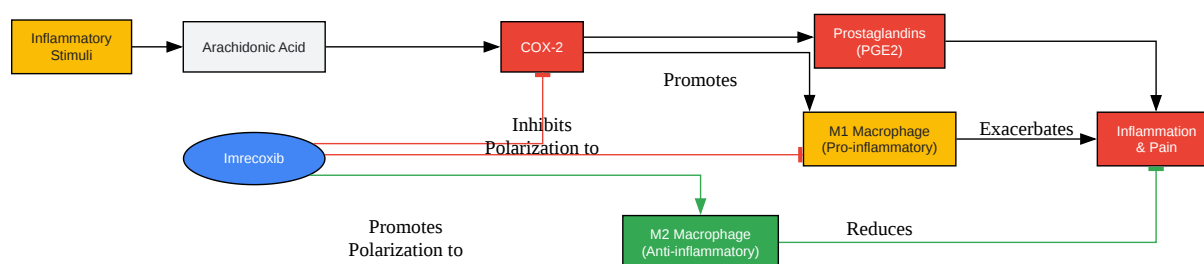 Inflammatory
Stimuli
Arachidonic Acid
COX-2
Prostaglandins
(PGE2)
Promotes
Inhibits
Polarization to
Imrecoxib
M1 Macrophage
(Pro-inflammatory)
Exacerbates
Inflammation
& Pain
Promotes
Polarization to
M2 Macrophage
(Anti-inflammatory)
Reduces